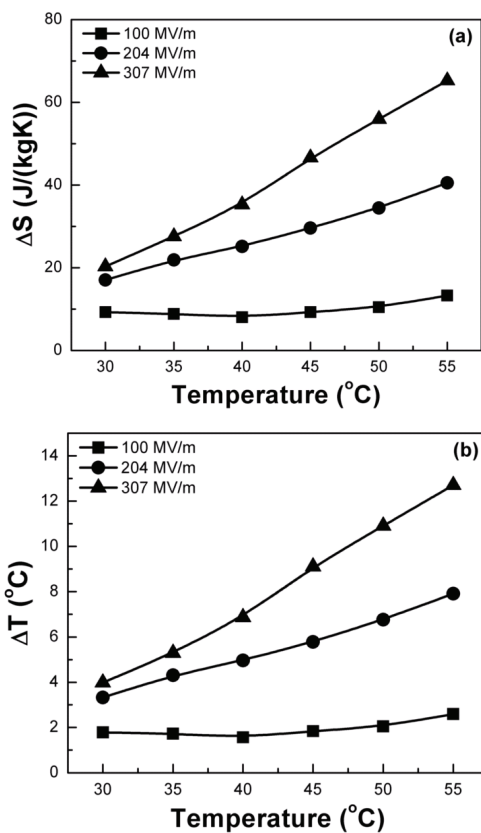 100 MV/m
204 MV/m
307 MV/m
(a)
80
60
40
20
0
ΔS (J/(kgK))
30 35 40 45 50 55
Temperature (°C)
100 MV/m
204 MV/m
307 MV/m
(b)
14
12
10
8
6
4
2
0
ΔT (°C)
30 35 40 45 50 55
Temperature (°C)